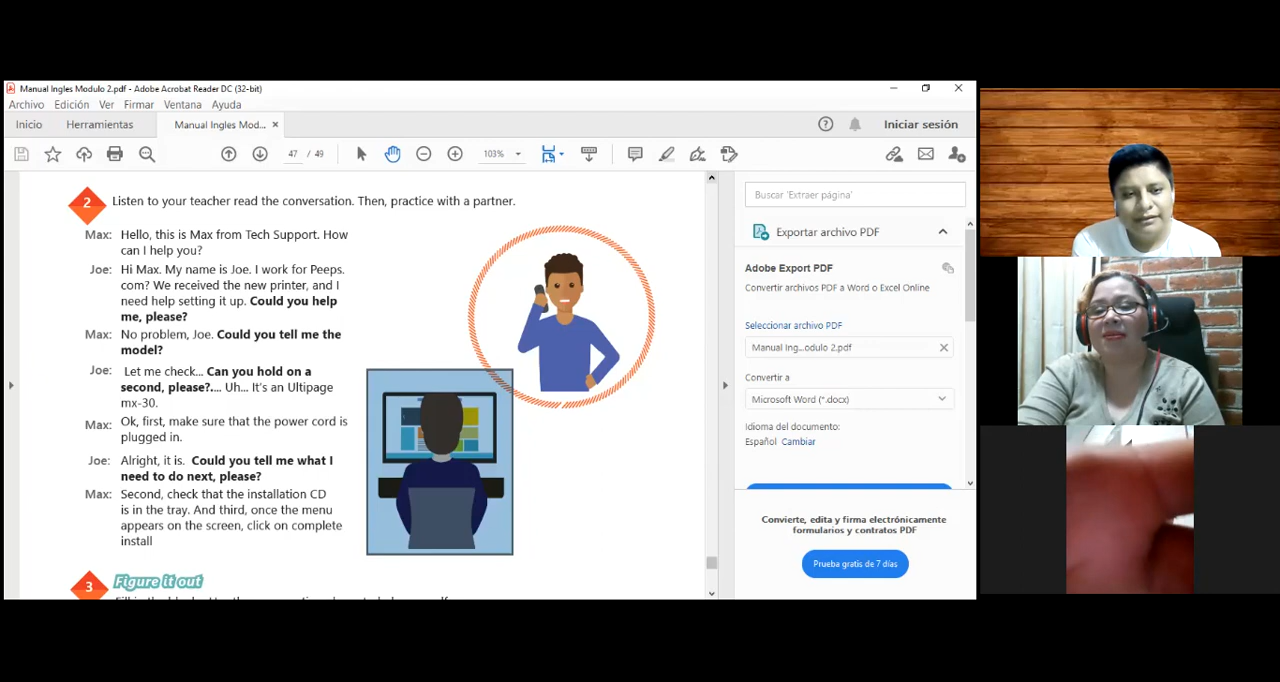 Manual Ingles Modulo 2.pdf - Adobe Acrobat Reader DC (32-bit)
Archivo Edición Ver Firmar Ventana Ayuda
Inicio Herramientas Manual Ingles Mod... × Iniciar sesión
47 / 49 103%
2 Listen to your teacher read the conversation. Then, practice with a partner.
Max: Hello, this is Max from Tech Support. How
can I help you?
Joe: Hi Max. My name is Joe. I work for Peeps.
com? We received the new printer, and I
need help setting it up. Could you help
me, please?
Max: No problem, Joe. Could you tell me the
model?
Joe: Let me check... Can you hold on a
second, please?.... Uh... It's an Ultipage
mx-30.
Max: Ok, first, make sure that the power cord is
plugged in.
Joe: Alright, it is. Could you tell me what I
need to do next, please?
Max: Second, check that the installation CD
is in the tray. And third, once the menu
appears on the screen, click on complete
install
3 Figure it out
Buscar 'Extraer página'
Exportar archivo PDF
Adobe Export PDF
Convertir archivos PDF a Word o Excel Online
Seleccionar archivo PDF
Manual Ing...odulo 2.pdf
Convertir a
Microsoft Word (*.docx)
Idioma del documento:
Español Cambiar
Convierte, edita y firma electrónicamente
formularios y contratos PDF
Prueba gratis de 7 días